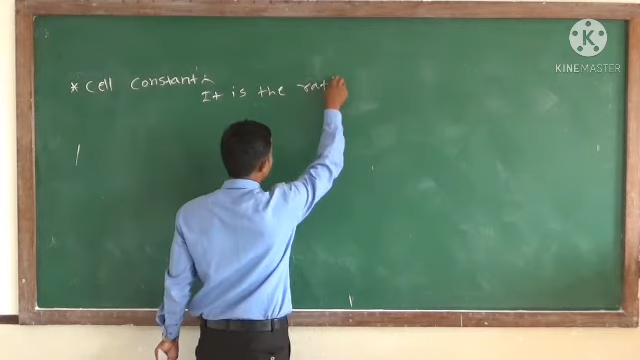 * Cell Constant :-
It is the rat
K
KINEMASTER